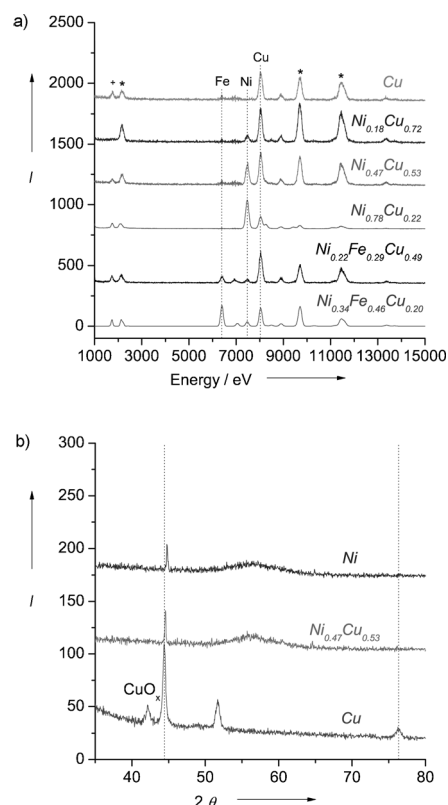 a)
2500
2000
1500
I
1000
500
0
+ * Fe Ni Cu * *
Cu
Ni0.18Cu0.72
Ni0.47Cu0.53
Ni0.78Cu0.22
Ni0.22Fe0.29Cu0.49
Ni0.34Fe0.46Cu0.20
1000 3000 5000 7000 9000 11000 13000 15000
Energy / eV
b)
300
250
200
I
150
100
50
0
Ni
Ni0.47Cu0.53
CuOx
Cu
40 50 60 70 80
2 θ